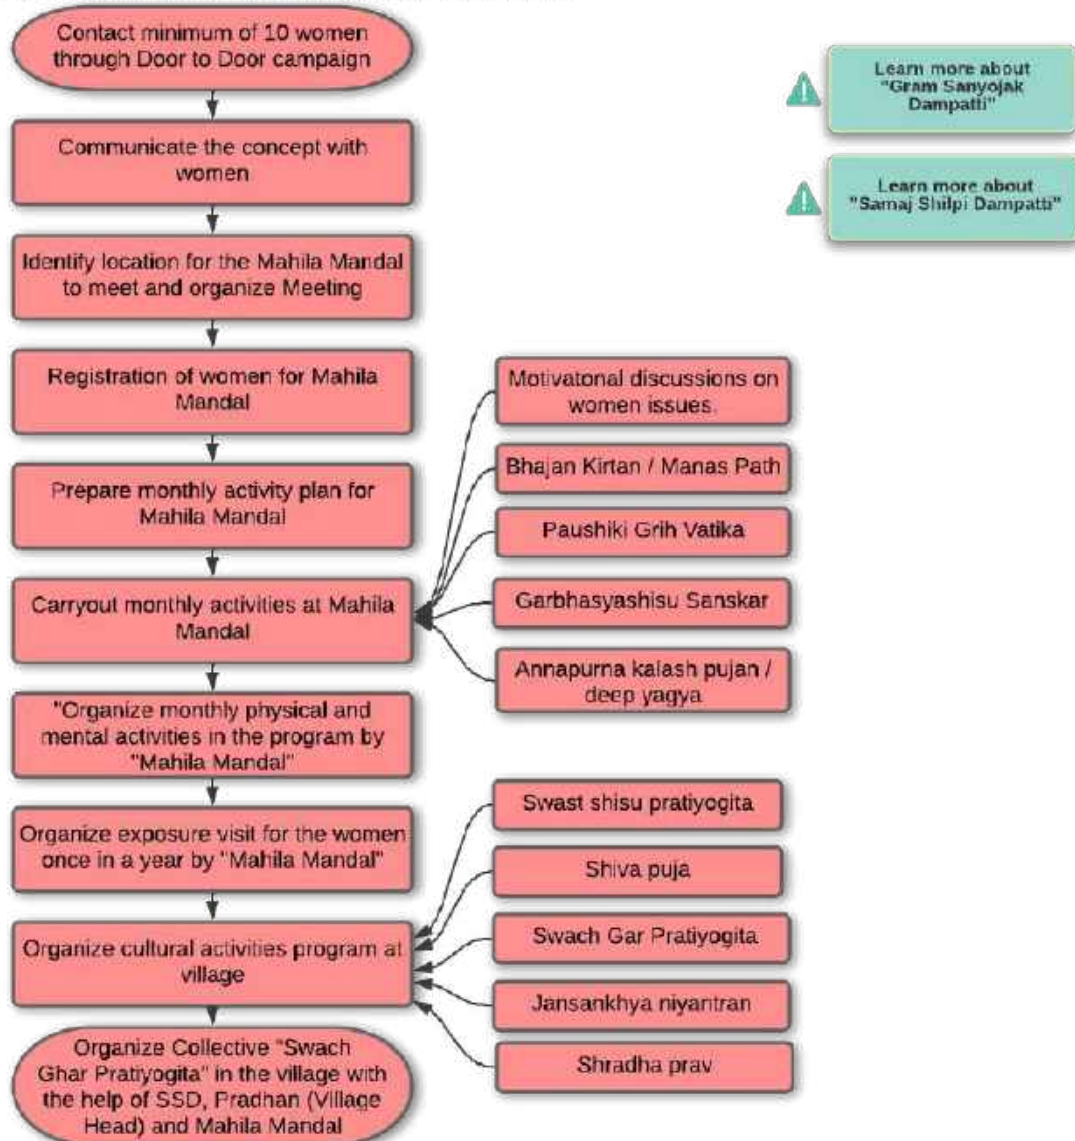 Contact minimum of 10 women
through Door to Door campaign
Communicate the concept with
women
Identify location for the Mahila Mandal
to meet and organize Meeting
Registration of women for Mahila
Mandal
Prepare monthly activity plan for
Mahila Mandal
Carryout monthly activities at Mahila
Mandal
"Organize monthly physical and
mental activities in the program by
"Mahila Mandal"
Organize exposure visit for the women
once in a year by "Mahila Mandal"
Organize cultural activities program at
village
Organize Collective "Swach
Ghar Pratiyogita" in the village with
the help of SSD, Pradhan (Village
Head) and Mahila Mandal
Motivatonal discussions on
women issues.
Bhajan Kirtan / Manas Path
Paushiki Grih Vatika
Garbhasyashisu Sanskar
Annapurna kalash pujan /
deep yagya
Swast shisu pratiyogita
Shiva puja
Swach Gar Pratiyogita
Jansankhya niyantran
Shradha prav
Learn more about
"Gram Sanyojak
Dampatti"
Learn more about
"Samaj Shilpi Dampatti"